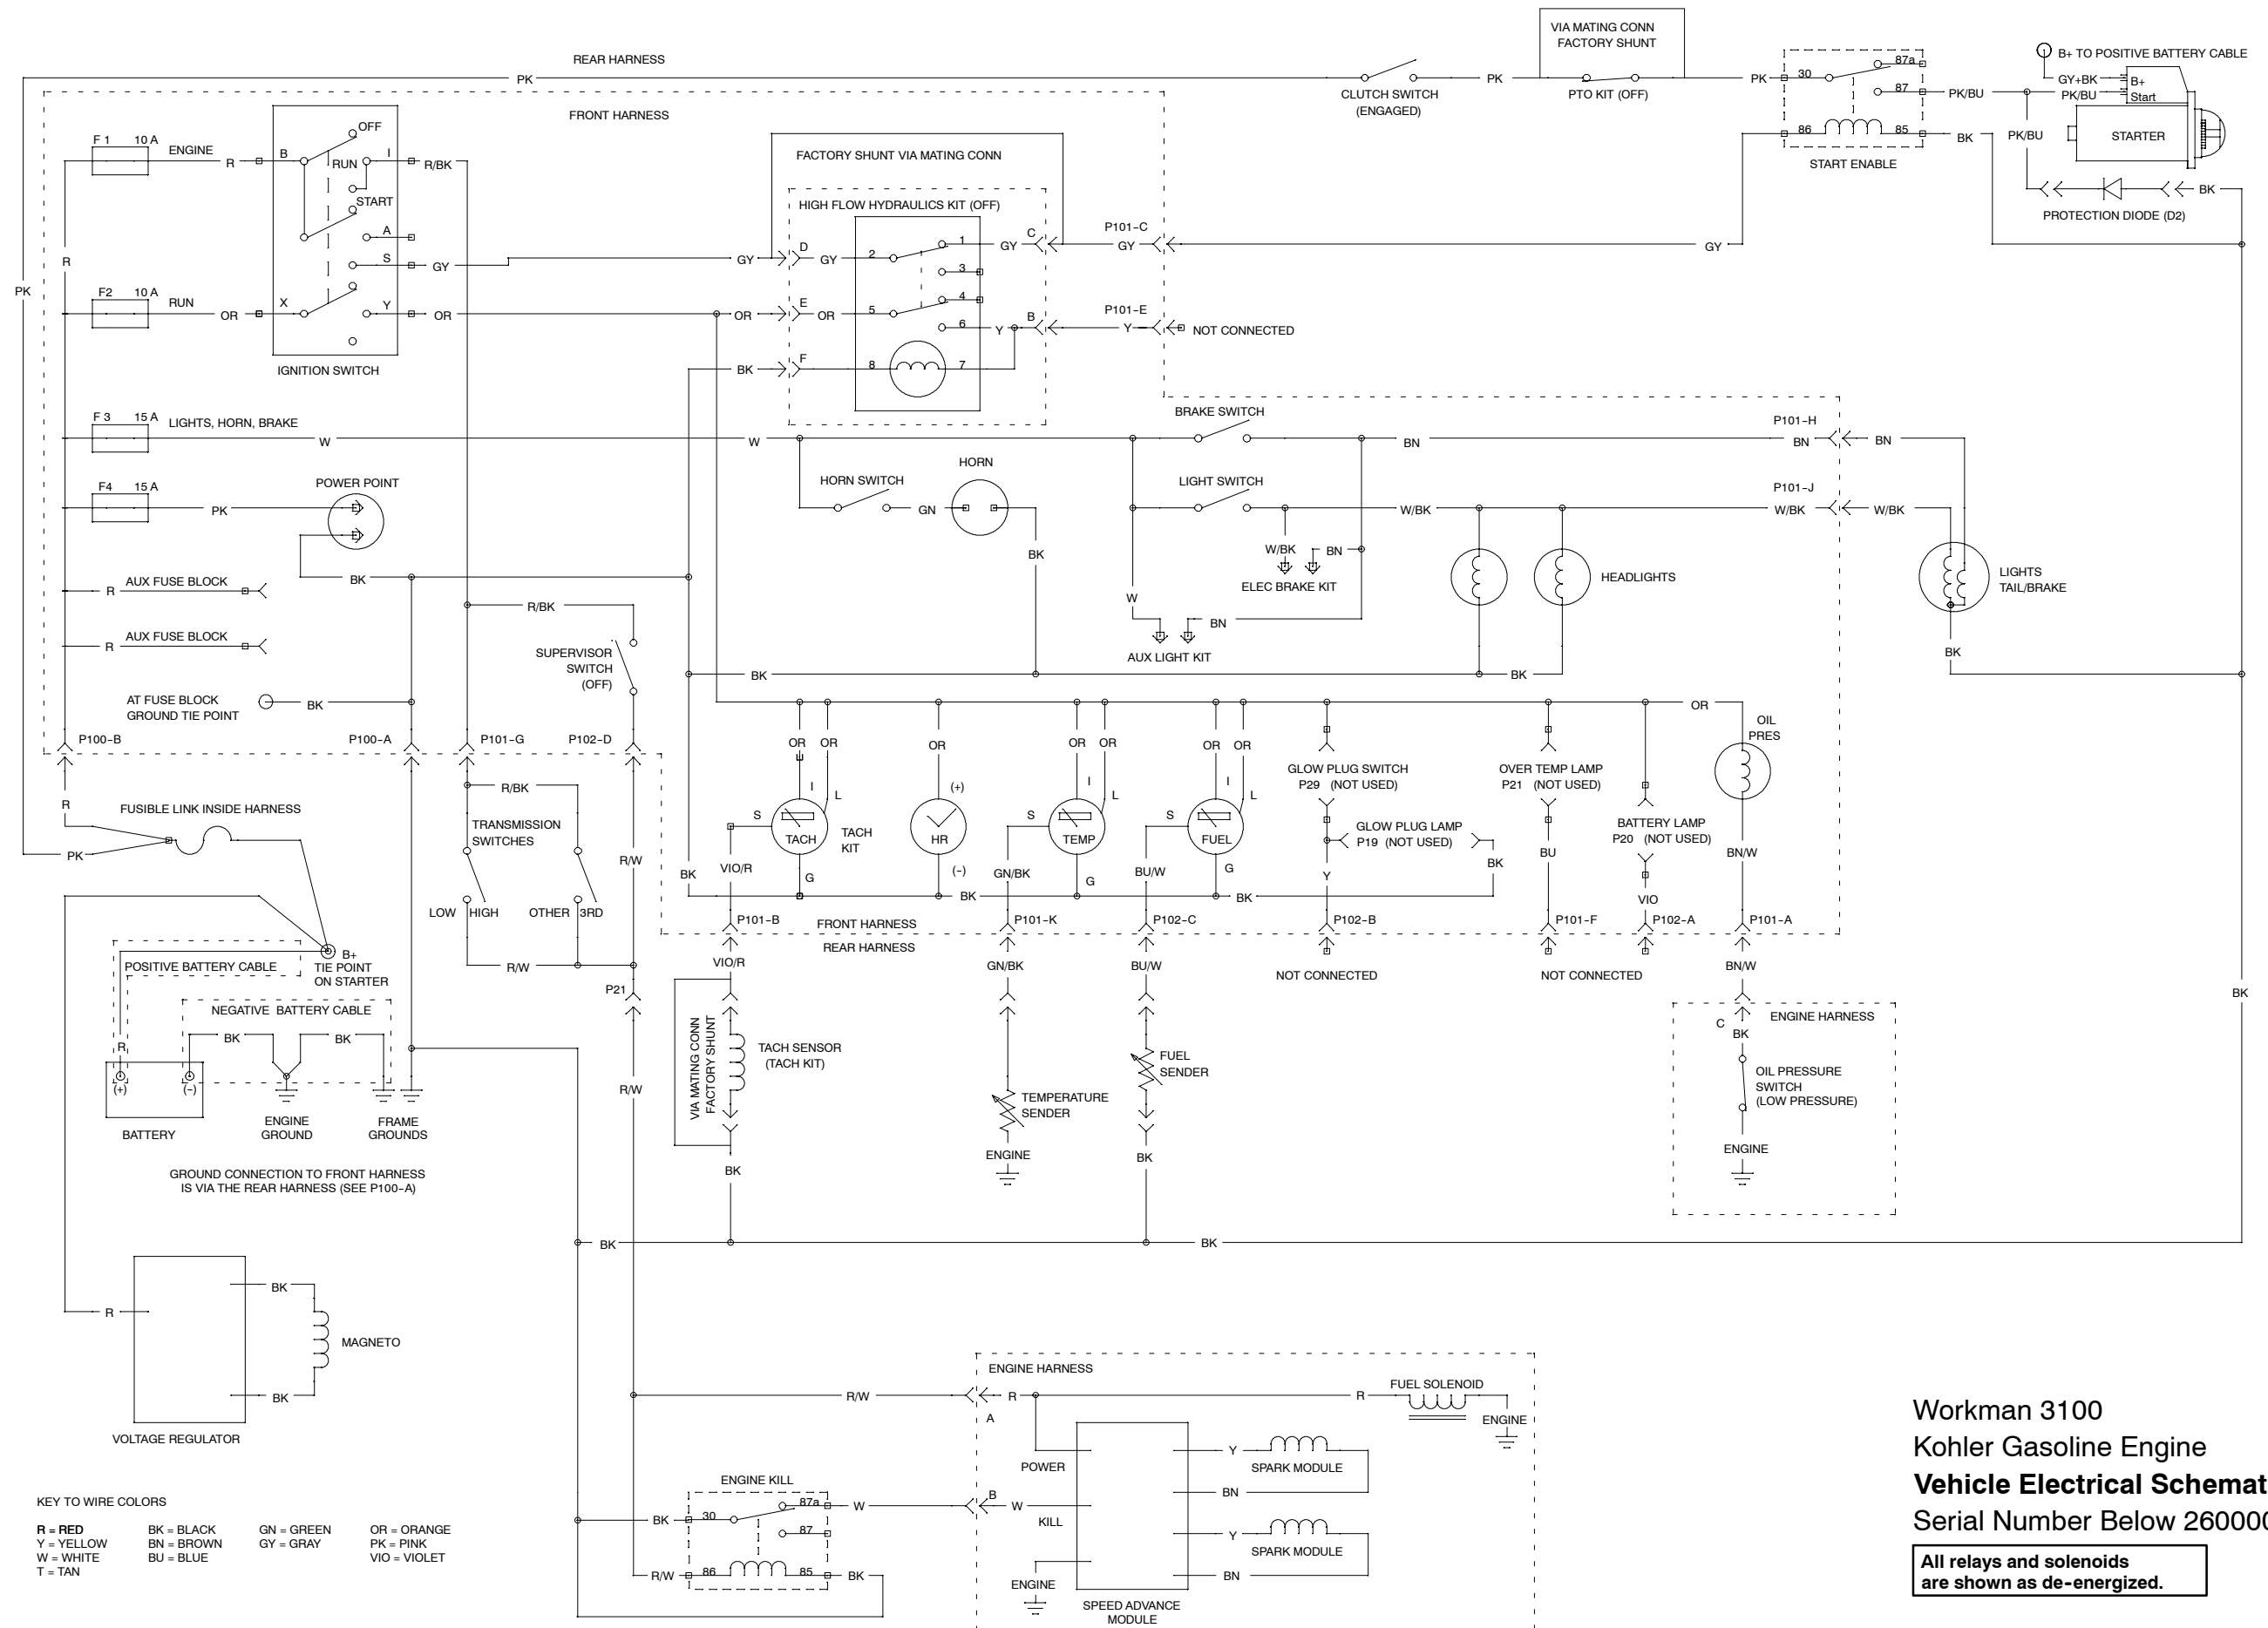 VIA MATING CONN
FACTORY SHUNT
REAR HARNESS
B+ TO POSITIVE BATTERY CABLE
PK
PK
PK
30
87a
87
86
85
PK/BU
GY+BK
PK/BU
B+
Start
CLUTCH SWITCH
(ENGAGED)
PTO KIT (OFF)
START ENABLE
BK
PK/BU
STARTER
BK
PROTECTION DIODE (D2)
FRONT HARNESS
F 1 10 A
ENGINE
R
B
OFF
RUN
I
START
A
S
R/BK
GY
FACTORY SHUNT VIA MATING CONN
HIGH FLOW HYDRAULICS KIT (OFF)
GY
D
GY
2
1
3
GY
C
P101-C
GY
GY
R
PK
F2 10 A
RUN
OR
X
Y
OR
IGNITION SWITCH
OR
E
OR
5
4
6
Y
B
P101-E
Y
NOT CONNECTED
BK
F
8
7
F 3 15 A
LIGHTS, HORN, BRAKE
W
W
BRAKE SWITCH
BN
P101-H
BN
BN
F4 15 A
PK
POWER POINT
BK
HORN SWITCH
GN
HORN
BK
LIGHT SWITCH
W/BK
P101-J
W/BK
W/BK
W/BK
BN
ELEC BRAKE KIT
HEADLIGHTS
LIGHTS
TAIL/BRAKE
BK
R
AUX FUSE BLOCK
R
AUX FUSE BLOCK
R/BK
SUPERVISOR
SWITCH
(OFF)
W
BN
AUX LIGHT KIT
BK
BK
AT FUSE BLOCK
GROUND TIE POINT
BK
P100-B
P100-A
P101-G
P102-D
OR
OR
OR
OR
OR
OR
OR
OR
OIL
PRES
R
PK
FUSIBLE LINK INSIDE HARNESS
R/BK
TRANSMISSION
SWITCHES
LOW
HIGH
OTHER
3RD
R/W
R/W
BK
S
I
L
TACH
TACH
KIT
G
VIO/R
(+)
HR
(-)
S
I
L
TEMP
G
GN/BK
S
I
L
FUEL
G
BU/W
BK
BK
GLOW PLUG SWITCH
P29 (NOT USED)
GLOW PLUG LAMP
P19 (NOT USED)
Y
BK
OVER TEMP LAMP
P21 (NOT USED)
BU
BATTERY LAMP
P20 (NOT USED)
VIO
BN/W
P101-B
FRONT HARNESS
REAR HARNESS
P101-K
P102-C
P102-B
P101-F
P102-A
P101-A
POSITIVE BATTERY CABLE
B+
TIE POINT
ON STARTER
P21
VIO/R
GN/BK
BU/W
NOT CONNECTED
NOT CONNECTED
BN/W
NEGATIVE BATTERY CABLE
R
BK
BK
(+)
(-)
BATTERY
ENGINE
GROUND
FRAME
GROUNDS
R/W
VIA MATING CONN
FACTORY SHUNT
TACH SENSOR
(TACH KIT)
BK
TEMPERATURE
SENDER
ENGINE
FUEL
SENDER
BK
ENGINE HARNESS
C
BK
OIL PRESSURE
SWITCH
(LOW PRESSURE)
ENGINE
BK
GROUND CONNECTION TO FRONT HARNESS
IS VIA THE REAR HARNESS (SEE P100-A)
BK
BK
R
BK
BK
MAGNETO
VOLTAGE REGULATOR
ENGINE HARNESS
R/W
A
R
R
FUEL SOLENOID
ENGINE
POWER
KILL
ENGINE
Y
SPARK MODULE
BN
Y
SPARK MODULE
BN
SPEED ADVANCE
MODULE
ENGINE KILL
BK
30
87a
87
W
B
W
R/W
86
85
BK
KEY TO WIRE COLORS
R = RED
BK = BLACK
GN = GREEN
OR = ORANGE
Y = YELLOW
BN = BROWN
GY = GRAY
PK = PINK
W = WHITE
BU = BLUE
VIO = VIOLET
T = TAN
Workman 3100
Kohler Gasoline Engine
Vehicle Electrical Schemat
Serial Number Below 260000
All relays and solenoids
are shown as de-energized.